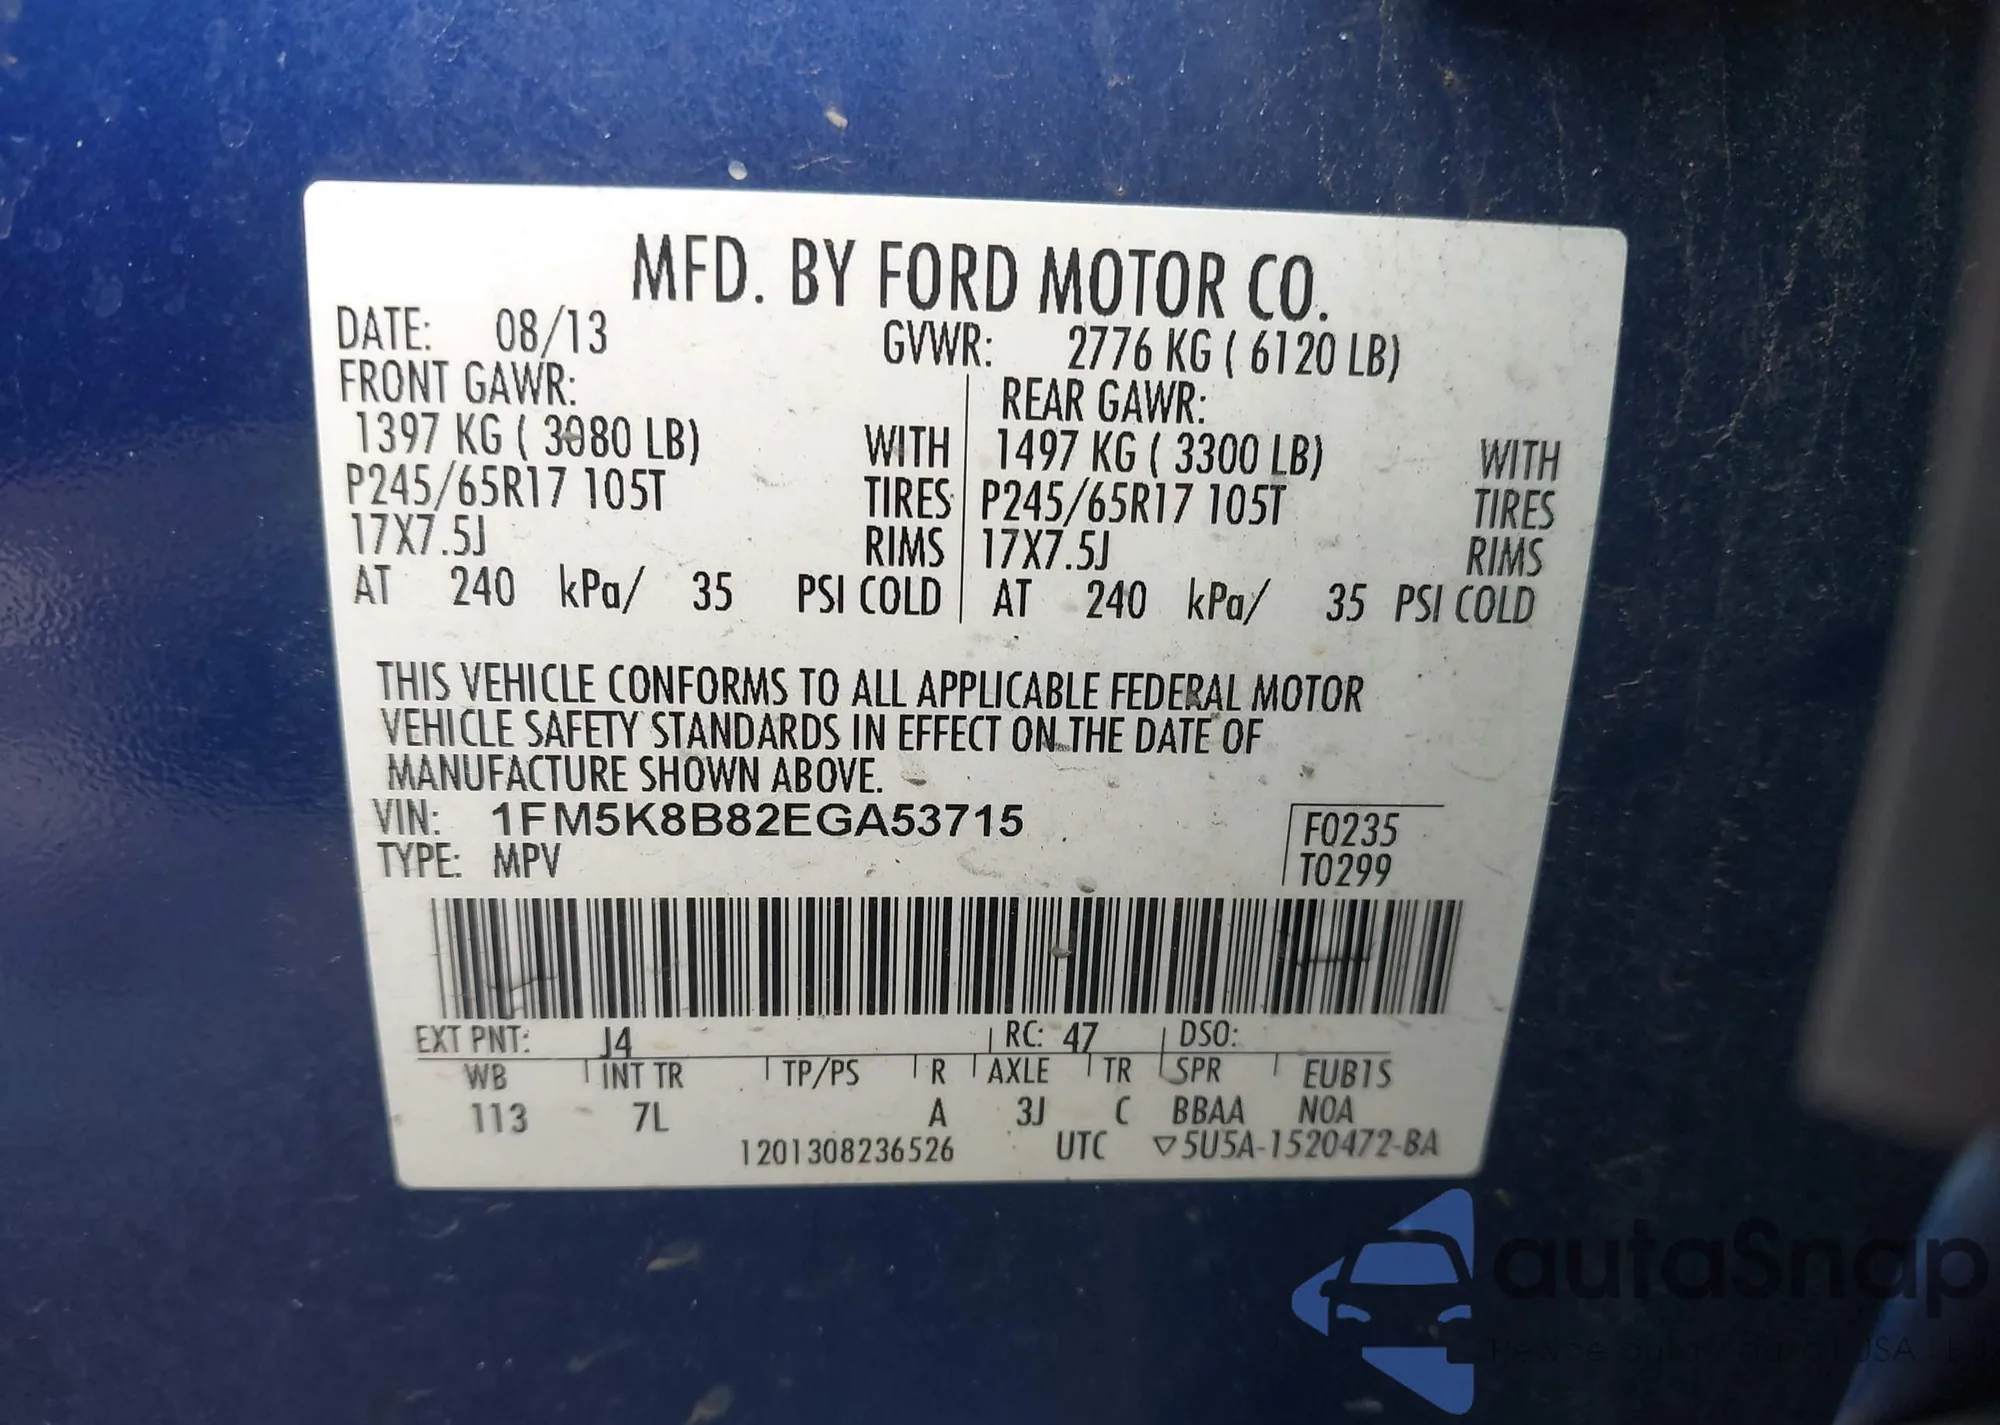 MFD. BY FORD MOTOR CO.
DATE: 08/13 GVWR: 2776 KG ( 6120 LB)
FRONT GAWR: REAR GAWR:
1397 KG ( 3080 LB) WITH 1497 KG ( 3300 LB) WITH
P245/65R17 105T TIRES P245/65R17 105T TIRES
17X7.5J RIMS 17X7.5J RIMS
AT 240 kPa/ 35 PSI COLD AT 240 kPa/ 35 PSI COLD
THIS VEHICLE CONFORMS TO ALL APPLICABLE FEDERAL MOTOR
VEHICLE SAFETY STANDARDS IN EFFECT ON THE DATE OF
MANUFACTURE SHOWN ABOVE.
VIN: 1FM5K8B82EGA53715 F0235
TYPE: MPV T0299
EXT PNT: J4 RC: 47 DSO:
WB INT TR TP/PS R AXLE TR SPR EUB1S
113 7L A 3J C BBAA NOA
1201308236526 UTC ▽5U5A-1520472-BA
autaSnap